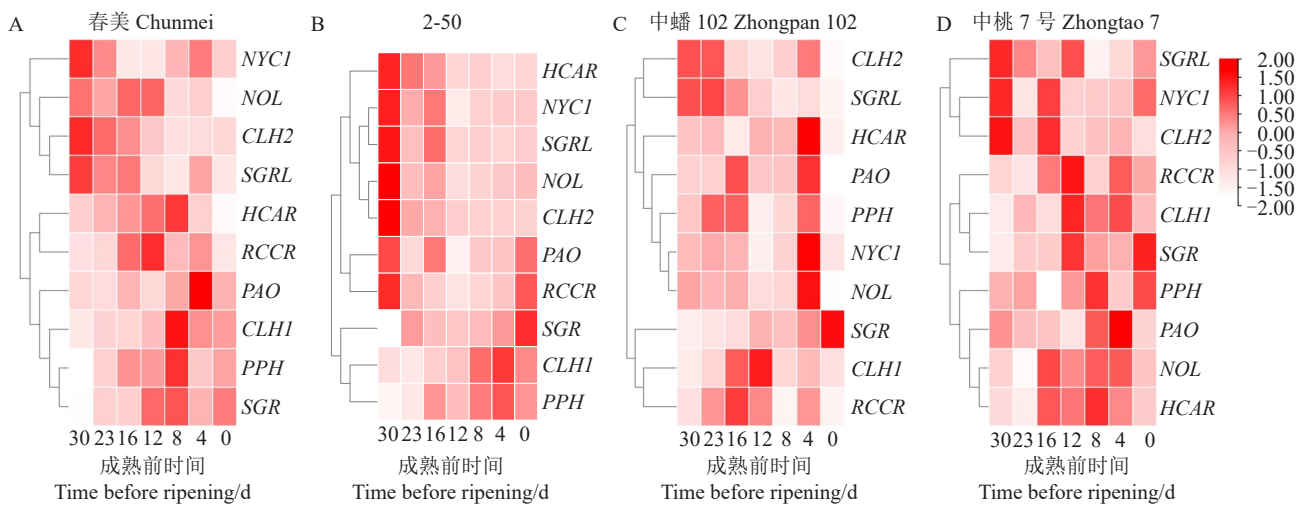 A 春美 Chunmei
NYC1
NOL
CLH2
SGRL
HCAR
RCCR
PAO
CLH1
PPH
SGR
30 23 16 12 8 4 0
成熟前时间
Time before ripening/d
B 2-50
HCAR
NYC1
SGRL
NOL
CLH2
PAO
RCCR
SGR
CLH1
PPH
30 23 16 12 8 4 0
成熟前时间
Time before ripening/d
C 中蟠 102 Zhongpan 102
CLH2
SGRL
HCAR
PAO
PPH
NYC1
NOL
SGR
CLH1
RCCR
30 23 16 12 8 4 0
成熟前时间
Time before ripening/d
D 中桃 7 号 Zhongtao 7
SGRL
NYC1
CLH2
RCCR
CLH1
SGR
PPH
PAO
NOL
HCAR
30 23 16 12 8 4 0
成熟前时间
Time before ripening/d
2.00
1.50
1.00
0.50
0.00
−0.50
−1.00
−1.50
−2.00